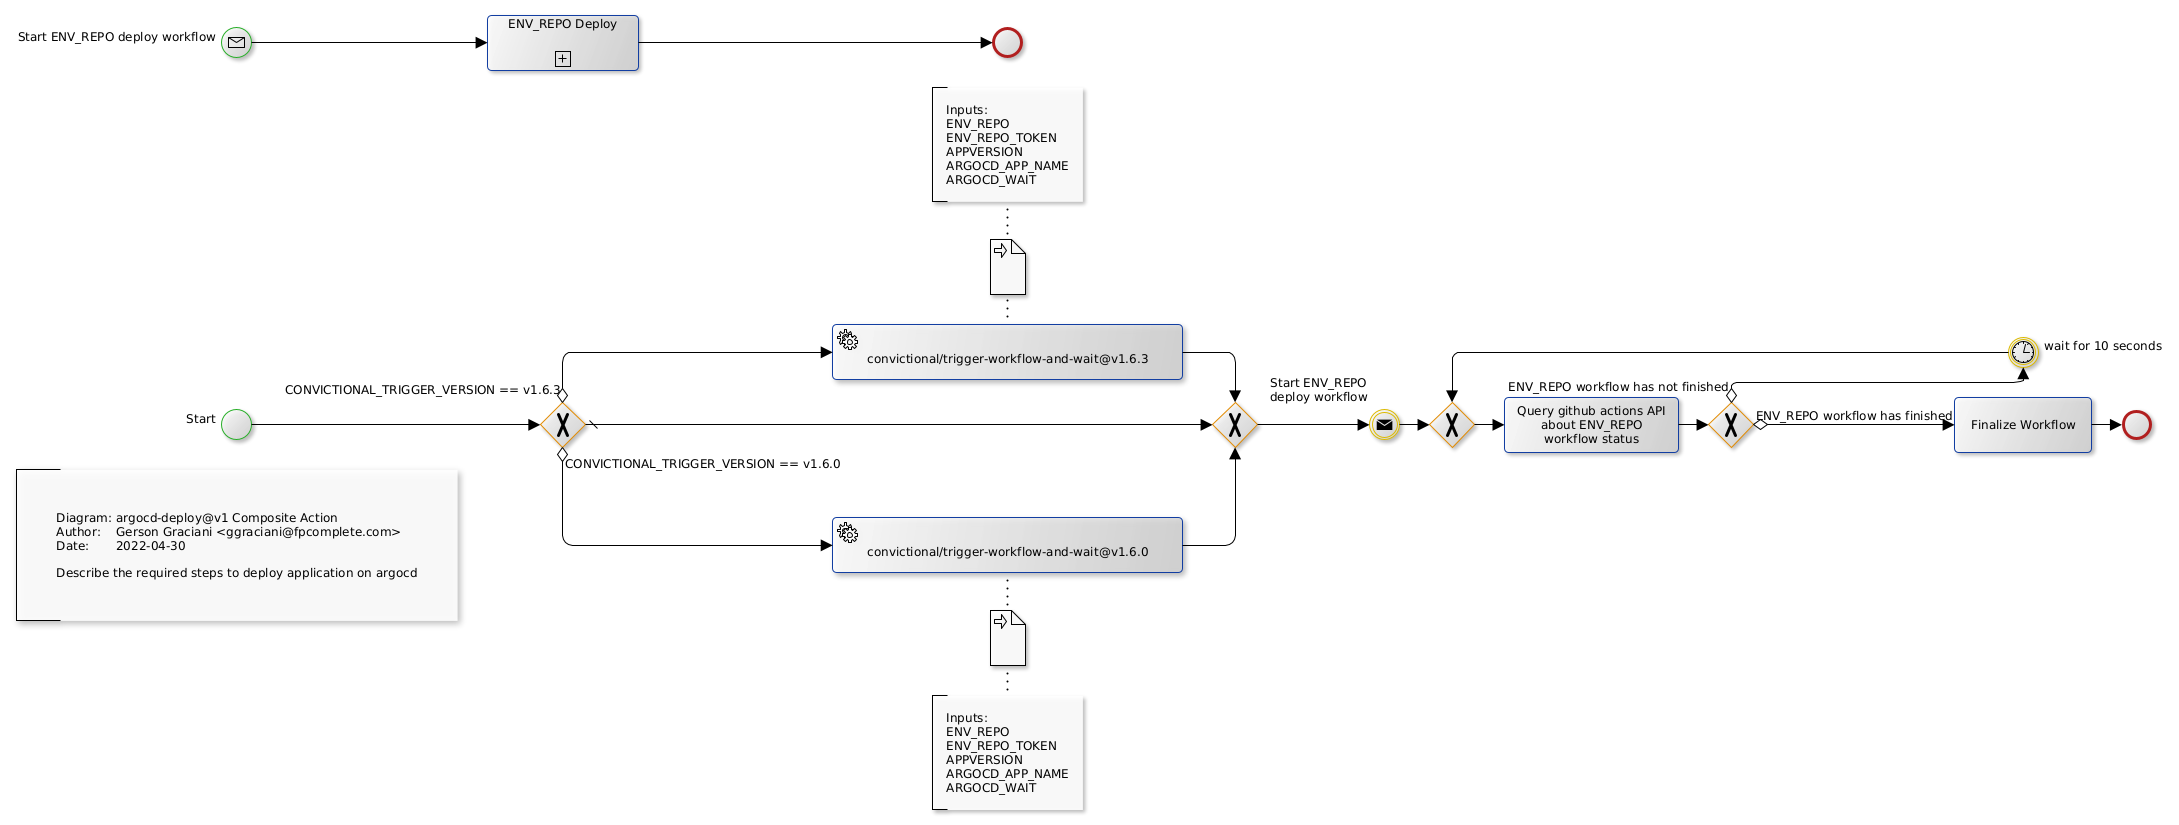 Start ENV_REPO deploy workflow
ENV_REPO Deploy
Inputs:
ENV_REPO
ENV_REPO_TOKEN
APPVERSION
ARGOCD_APP_NAME
ARGOCD_WAIT
convictional/trigger-workflow-and-wait@v1.6.3
wait for 10 seconds
CONVICTIONAL_TRIGGER_VERSION == v1.6.3
Start ENV_REPO
deploy workflow
ENV_REPO workflow has not finished
Start
Query github actions API
about ENV_REPO
workflow status
ENV_REPO workflow has finished
Finalize Workflow
CONVICTIONAL_TRIGGER_VERSION == v1.6.0
Diagram: argocd-deploy@v1 Composite Action
Author: Gerson Graciani <ggraciani@fpcomplete.com>
Date: 2022-04-30
Describe the required steps to deploy application on argocd
convictional/trigger-workflow-and-wait@v1.6.0
Inputs:
ENV_REPO
ENV_REPO_TOKEN
APPVERSION
ARGOCD_APP_NAME
ARGOCD_WAIT